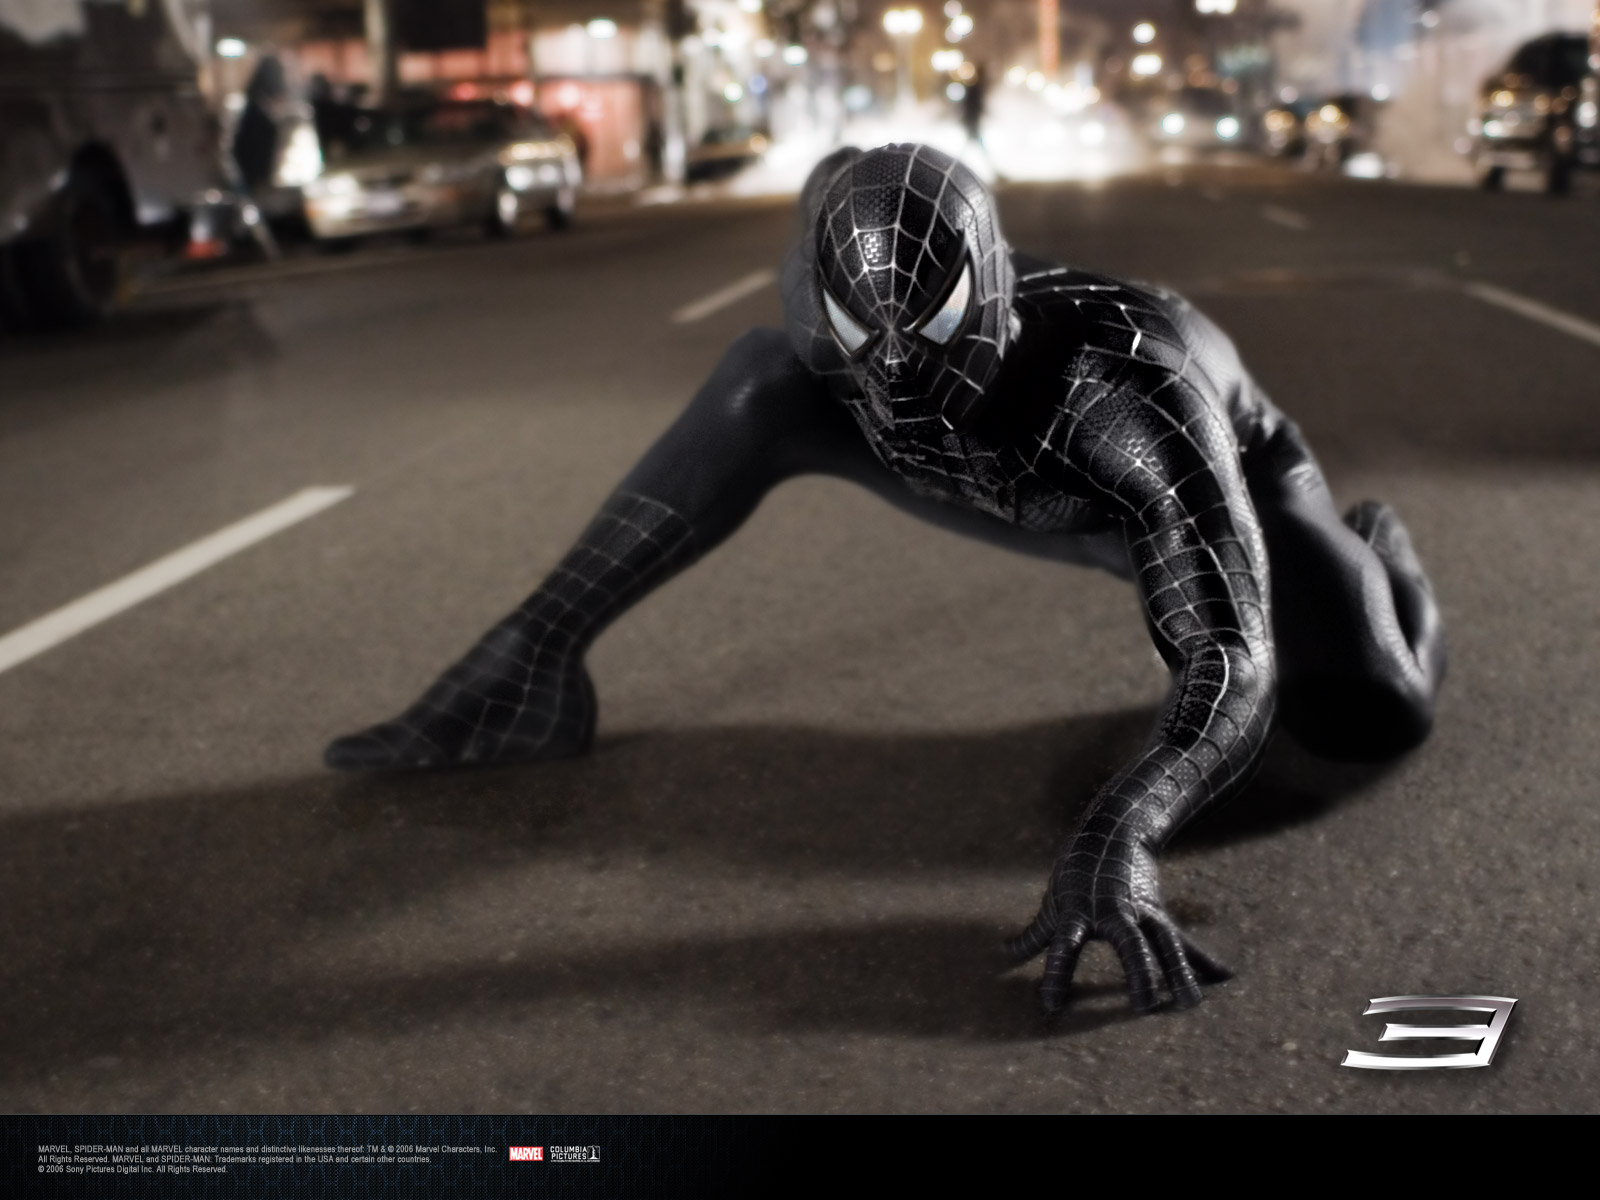 3
MARVEL, SPIDER-MAN and all MARVEL character names and distinctive likenesses thereof: TM & © 2006 Marvel Characters, Inc.
All Rights Reserved. MARVEL and SPIDER-MAN: Trademarks registered in the USA and certain other countries.
© 2006 Sony Pictures Digital Inc. All Rights Reserved.
MARVEL
COLUMBIA
PICTURES